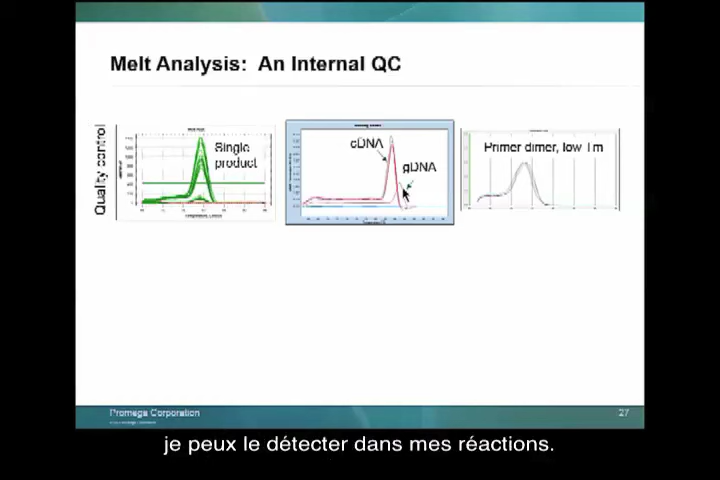 Melt Analysis: An Internal QC
Quality control
Single
product
cDNA
gDNA
Primer dimer, low Tm
Promega Corporation
27
je peux le détecter dans mes réactions.